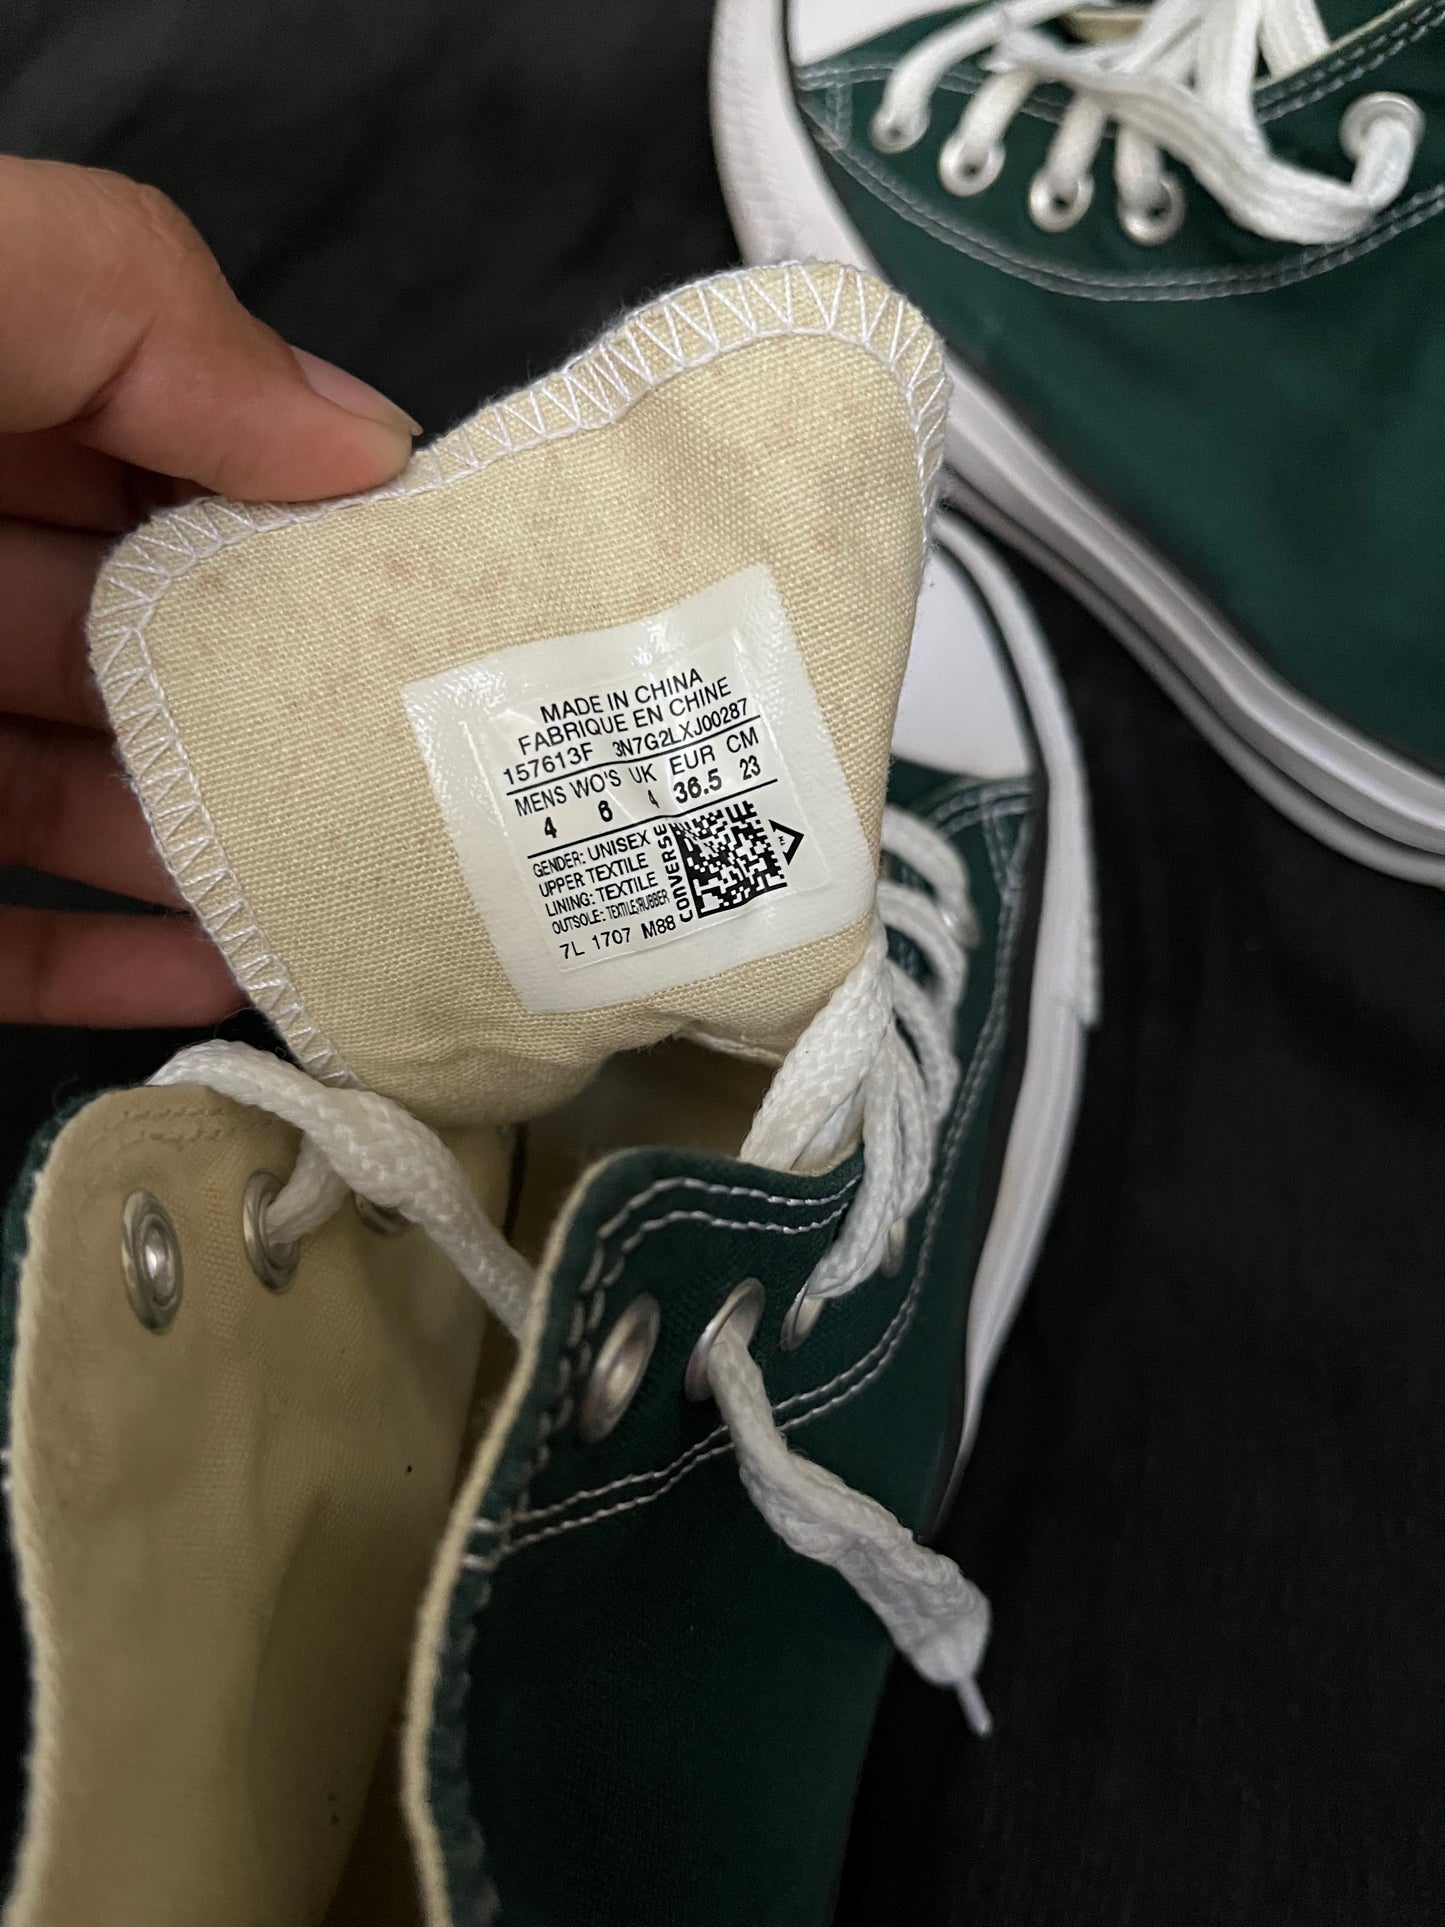 MADE IN CHINA
FABRIQUE EN CHINE
157613F 3N7G2LXJ00287
MENS WO'S UK EUR CM
4 6 4 36.5 23
GENDER: UNISEX
UPPER TEXTILE
LINING: TEXTILE
OUTSOLE: TEXTILE/RUBBER
7L 1707 M88
CONVERSE